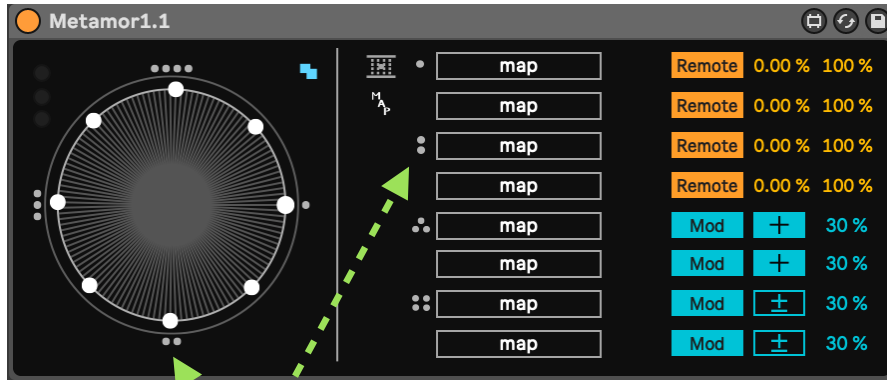 Metamor1.1
map Remote 0.00 % 100 %
MAP map Remote 0.00 % 100 %
map Remote 0.00 % 100 %
map Remote 0.00 % 100 %
map Mod + 30 %
map Mod + 30 %
map Mod ± 30 %
map Mod ± 30 %